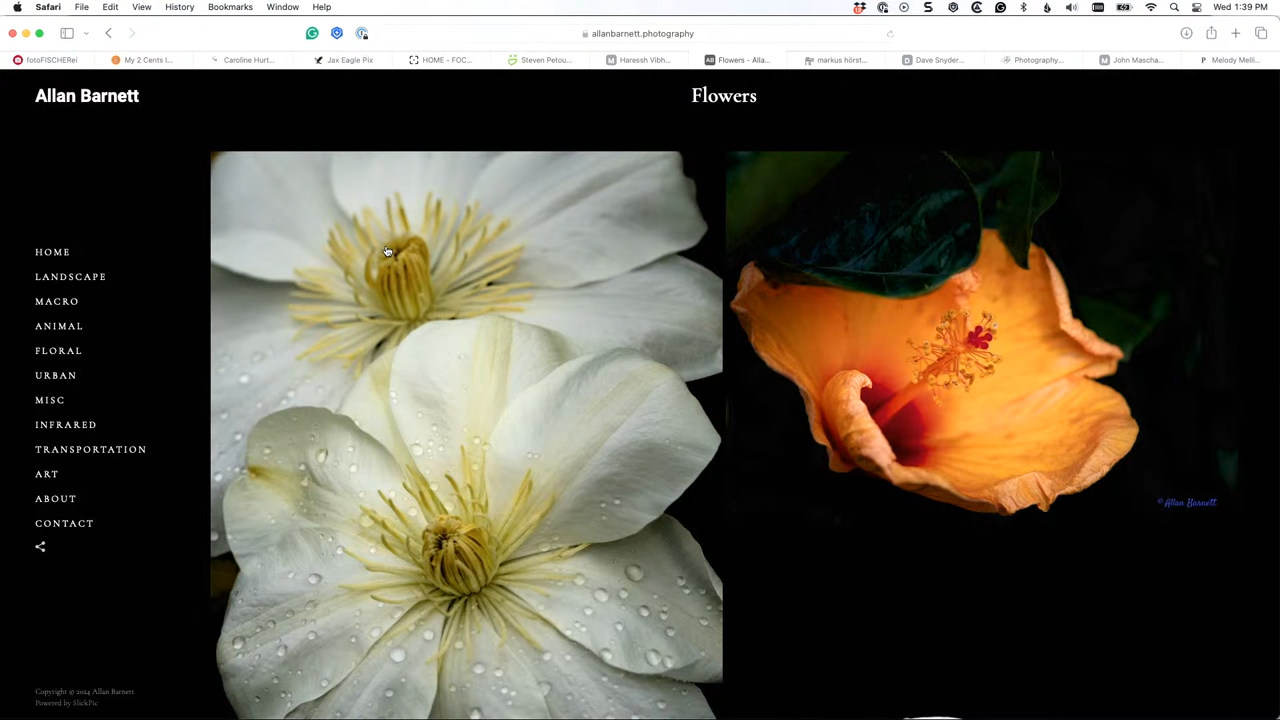 Safari File Edit View History Bookmarks Window Help
Wed 1:39 PM
allanbarnett.photography
fotoFISCHERei
My 2 Cents I...
Caroline Hurt...
Jax Eagle Pix
HOME - FOC...
Steven Petou...
Haressh Vibh...
Flowers - Alla...
markus hörst...
Dave Snyder...
Photography...
John Mascha...
Melody Melli...
Allan Barnett
Flowers
HOME
LANDSCAPE
MACRO
ANIMAL
FLORAL
URBAN
MISC
INFRARED
TRANSPORTATION
ART
ABOUT
CONTACT
© Allan Barnett
Copyright © 2024 Allan Barnett
Powered by SlickPic